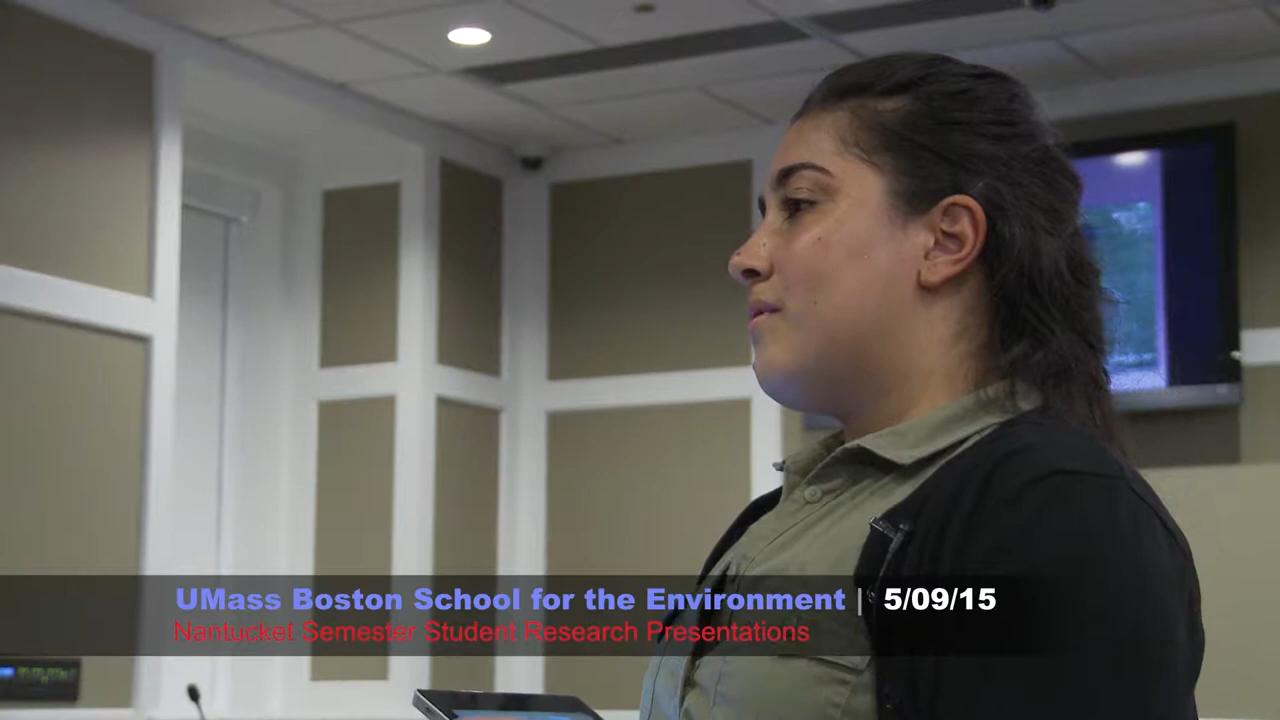 UMass Boston School for the Environment | 5/09/15
Nantucket Semester Student Research Presentations